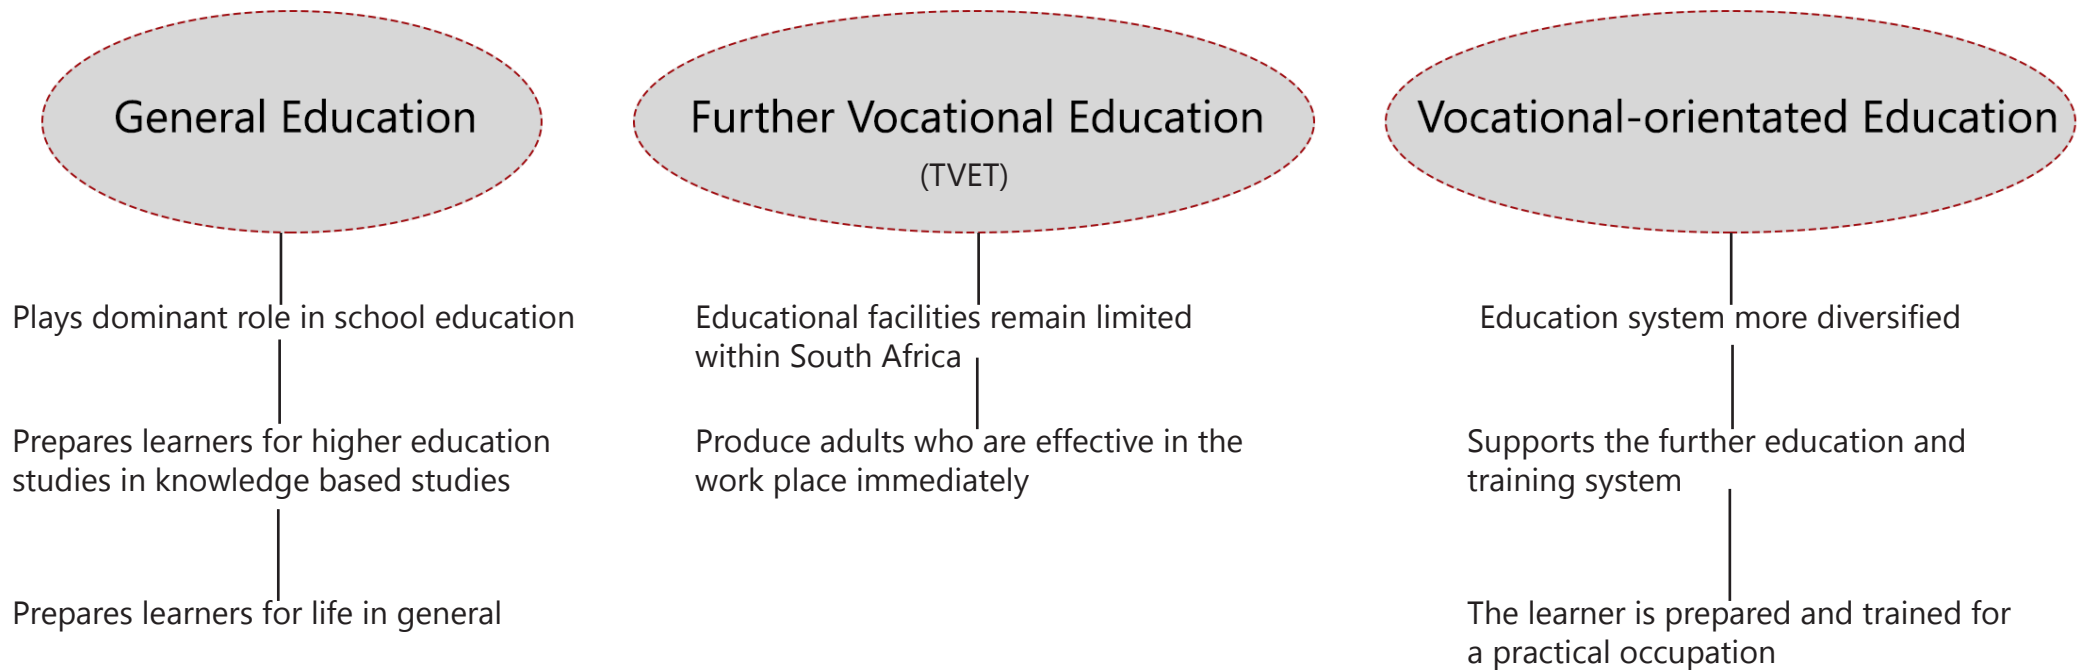 General Education
Plays dominant role in school education
Prepares learners for higher education
studies in knowledge based studies
Prepares learners for life in general
Further Vocational Education
(TVET)
Educational facilities remain limited
within South Africa
Produce adults who are effective in the
work place immediately
Vocational-orientated Education
Education system more diversified
Supports the further education and
training system
The learner is prepared and trained for
a practical occupation